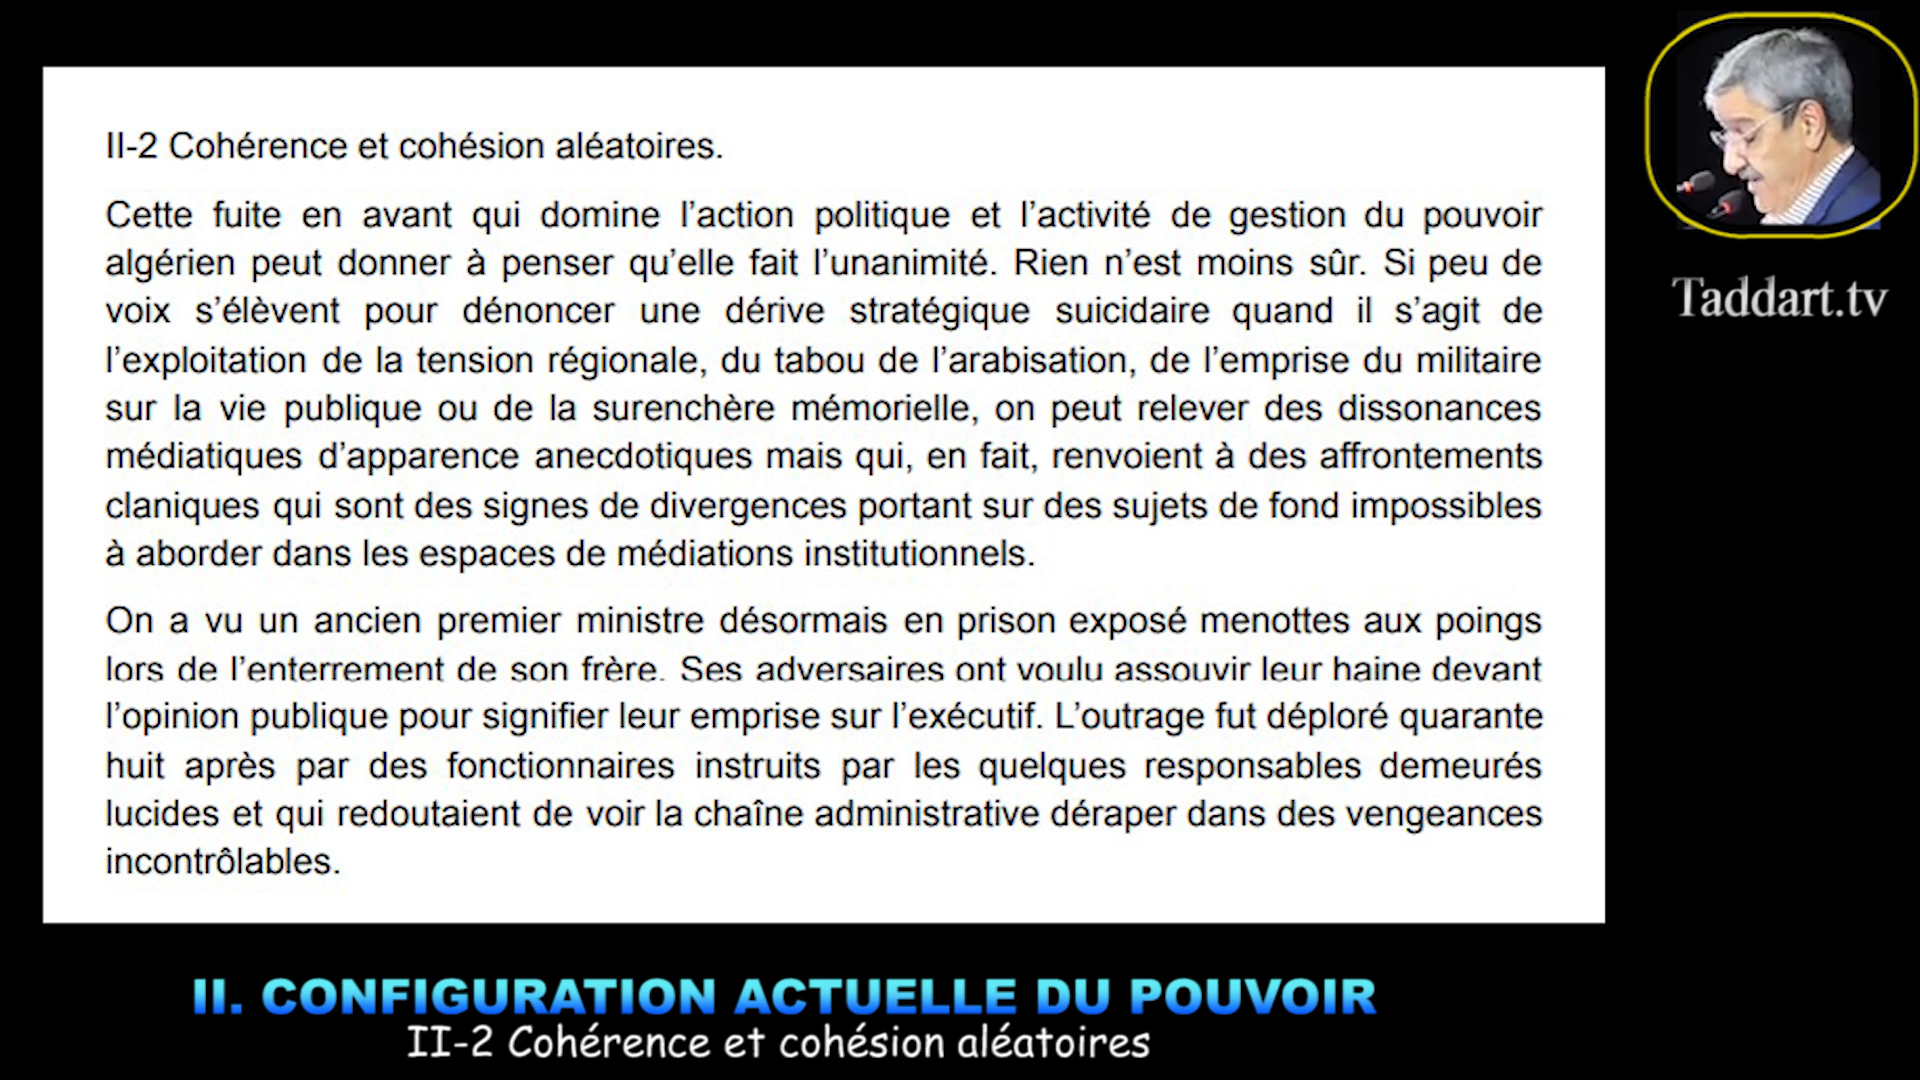 II-2 Cohérence et cohésion aléatoires.
Cette fuite en avant qui domine l’action politique et l’activité de gestion du pouvoir
algérien peut donner à penser qu’elle fait l’unanimité. Rien n’est moins sûr. Si peu de
voix s’élèvent pour dénoncer une dérive stratégique suicidaire quand il s’agit de
l’exploitation de la tension régionale, du tabou de l’arabisation, de l’emprise du militaire
sur la vie publique ou de la surenchère mémorielle, on peut relever des dissonances
médiatiques d’apparence anecdotiques mais qui, en fait, renvoient à des affrontements
claniques qui sont des signes de divergences portant sur des sujets de fond impossibles
à aborder dans les espaces de médiations institutionnels.
On a vu un ancien premier ministre désormais en prison exposé menottes aux poings
lors de l’enterrement de son frère. Ses adversaires ont voulu assouvir leur haine devant
l’opinion publique pour signifier leur emprise sur l’exécutif. L’outrage fut déploré quarante
huit après par des fonctionnaires instruits par les quelques responsables demeurés
lucides et qui redoutaient de voir la chaîne administrative déraper dans des vengeances
incontrôlables.
Taddart.tv
II. CONFIGURATION ACTUELLE DU POUVOIR
II-2 Cohérence et cohésion aléatoires